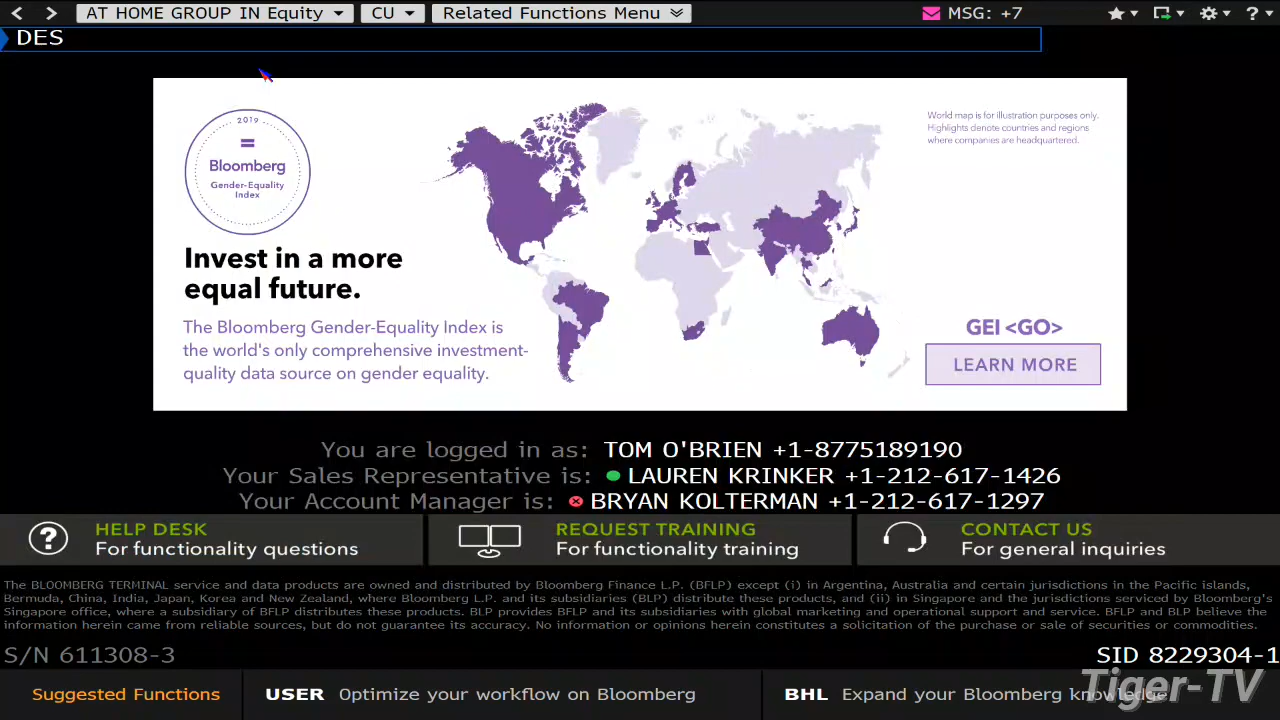 AT HOME GROUP IN Equity CU Related Functions Menu MSG: +7 ?
DES
2019
=
Bloomberg
Gender-Equality
Index
World map is for illustration purposes only.
Highlights denote countries and regions
where companies are headquartered.
Invest in a more
equal future.
The Bloomberg Gender-Equality Index is
the world's only comprehensive investment-
quality data source on gender equality.
GEI <GO>
LEARN MORE
You are logged in as: TOM O'BRIEN +1-8775189190
Your Sales Representative is: LAUREN KRINKER +1-212-617-1426
Your Account Manager is: BRYAN KOLTERMAN +1-212-617-1297
? HELP DESK
For functionality questions
REQUEST TRAINING
For functionality training
CONTACT US
For general inquiries
The BLOOMBERG TERMINAL service and data products are owned and distributed by Bloomberg Finance L.P. (BFLP) except (i) in Argentina, Australia and certain jurisdictions in the Pacific islands,
Bermuda, China, India, Japan, Korea and New Zealand, where Bloomberg L.P. and its subsidiaries (BLP) distribute these products, and (ii) in Singapore and the jurisdictions serviced by Bloomberg's
Singapore office, where a subsidiary of BFLP distributes these products. BLP provides BFLP and its subsidiaries with global marketing and operational support and service. BFLP and BLP believe the
information herein came from reliable sources, but do not guarantee its accuracy. No information or opinions herein constitutes a solicitation of the purchase or sale of securities or commodities.
S/N 611308-3 SID 8229304-1
Suggested Functions USER Optimize your workflow on Bloomberg BHL Expand your Bloomberg knowledge
Tiger-TV